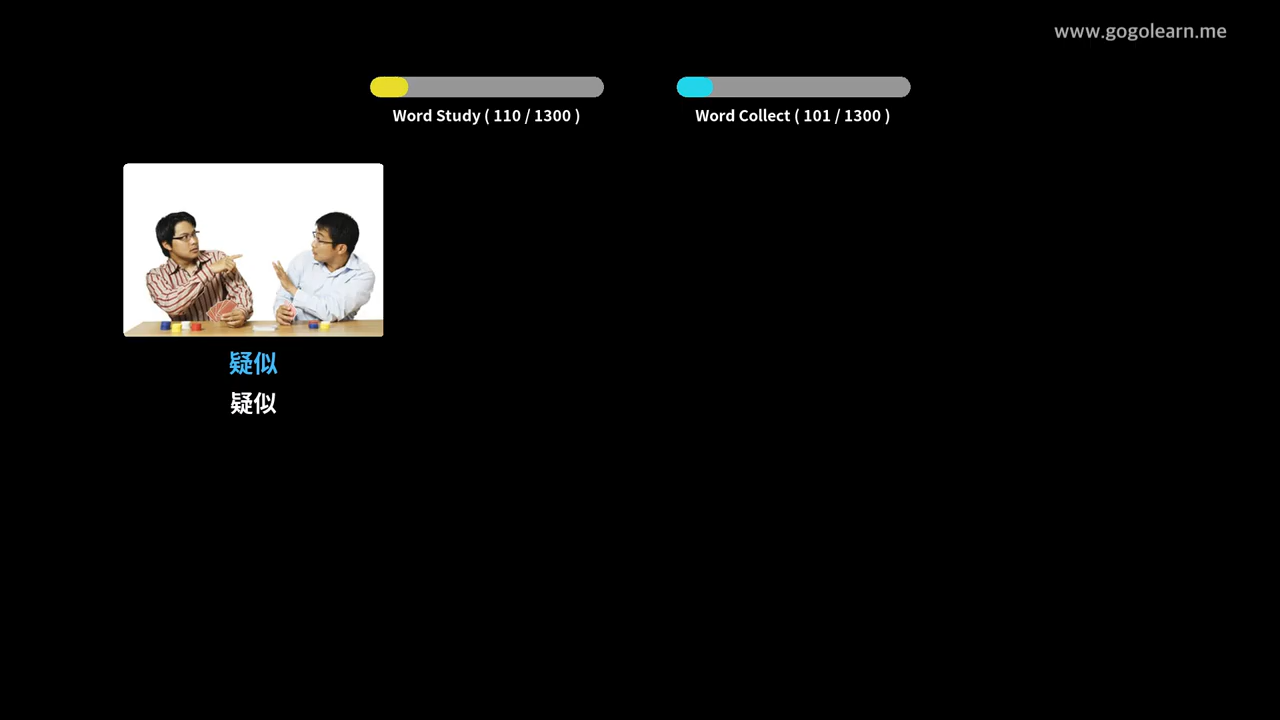 www.gogolearn.me
Word Study ( 110 / 1300 )
Word Collect ( 101 / 1300 )
疑似
疑似